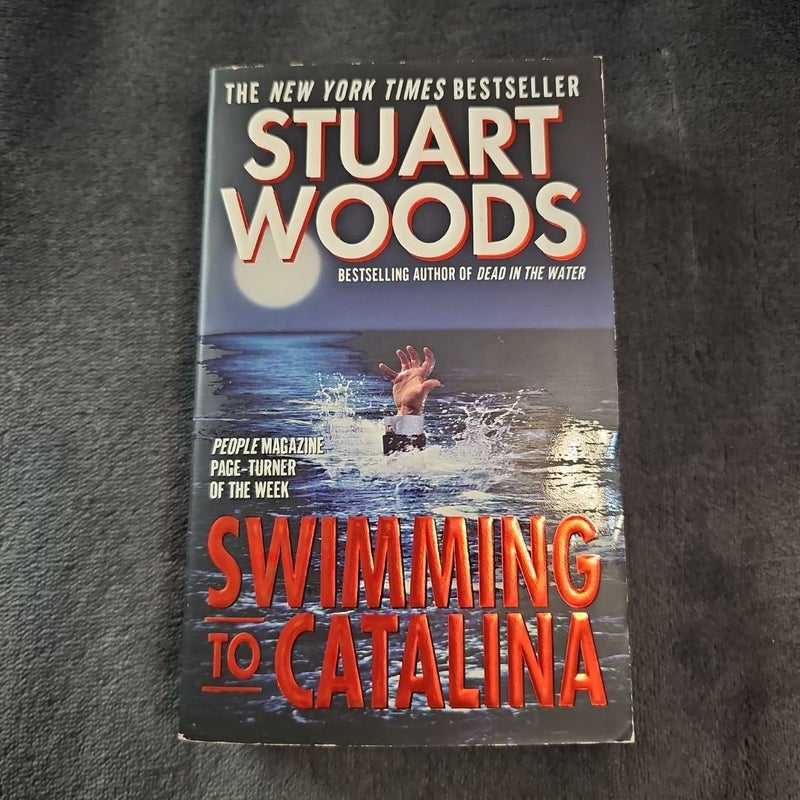 THE NEW YORK TIMES BESTSELLER
STUART
WOODS
BESTSELLING AUTHOR OF DEAD IN THE WATER
PEOPLE MAGAZINE
PAGE-TURNER
OF THE WEEK
SWIMMING
TO CATALINA